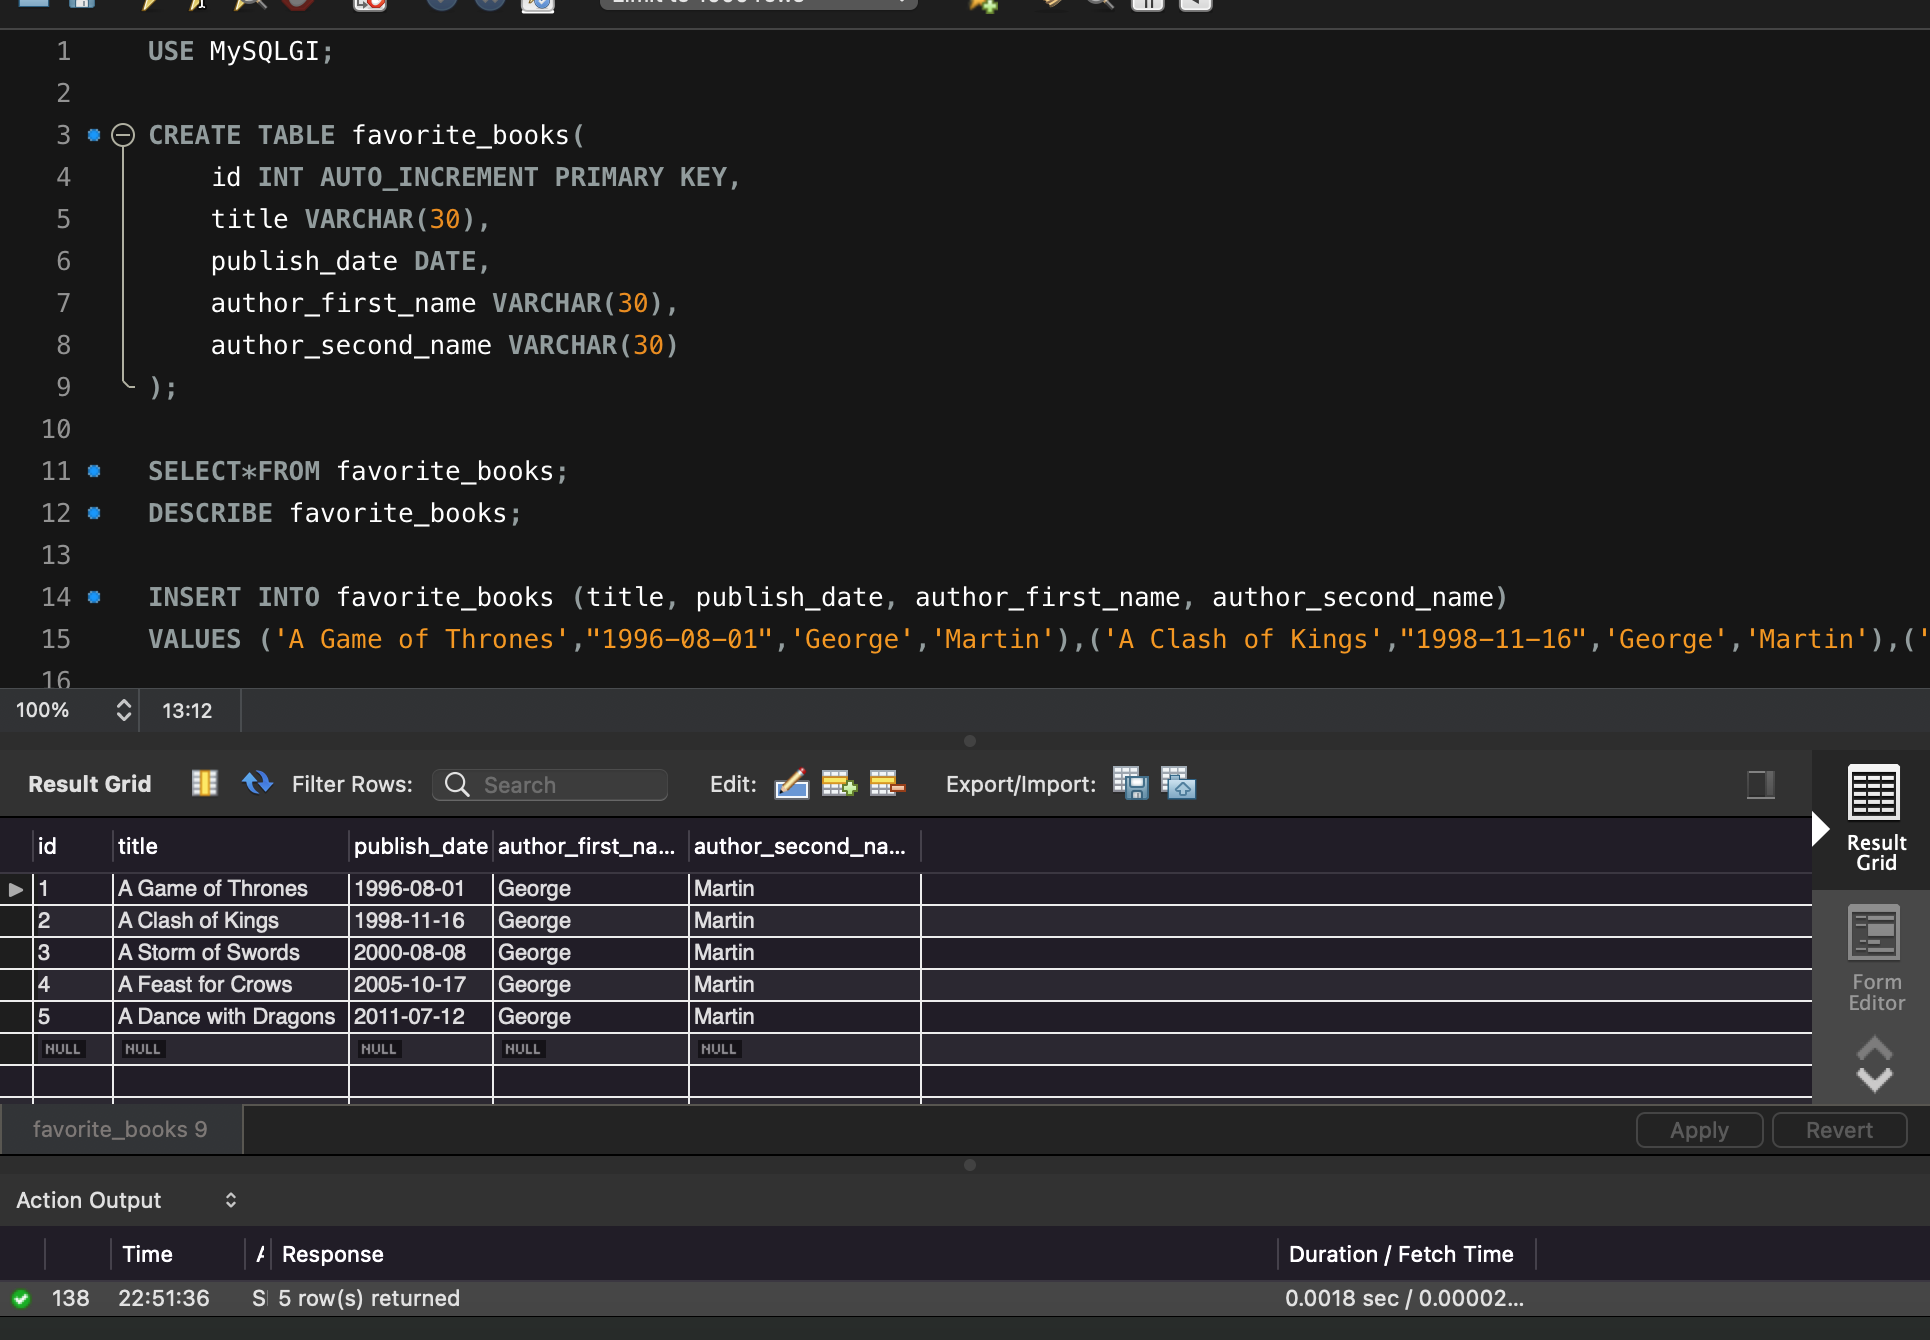 Limit to 1000 rows
1 USE MySQLGI;
2
3 CREATE TABLE favorite_books(
4 id INT AUTO_INCREMENT PRIMARY KEY,
5 title VARCHAR(30),
6 publish_date DATE,
7 author_first_name VARCHAR(30),
8 author_second_name VARCHAR(30)
9 );
10
11 SELECT*FROM favorite_books;
12 DESCRIBE favorite_books;
13
14 INSERT INTO favorite_books (title, publish_date, author_first_name, author_second_name)
15 VALUES ('A Game of Thrones',"1996-08-01",'George','Martin'),('A Clash of Kings',"1998-11-16",'George','Martin'),('
16
100% 13:12
Result Grid Filter Rows: Search Edit: Export/Import:
Result
Grid
Form
Editor
id title publish_date author_first_na... author_second_na...
1 A Game of Thrones 1996-08-01 George Martin
2 A Clash of Kings 1998-11-16 George Martin
3 A Storm of Swords 2000-08-08 George Martin
4 A Feast for Crows 2005-10-17 George Martin
5 A Dance with Dragons 2011-07-12 George Martin
NULL NULL NULL NULL NULL
favorite_books 9 Apply Revert
Action Output
Time A Response Duration / Fetch Time
138 22:51:36 S 5 row(s) returned 0.0018 sec / 0.00002...